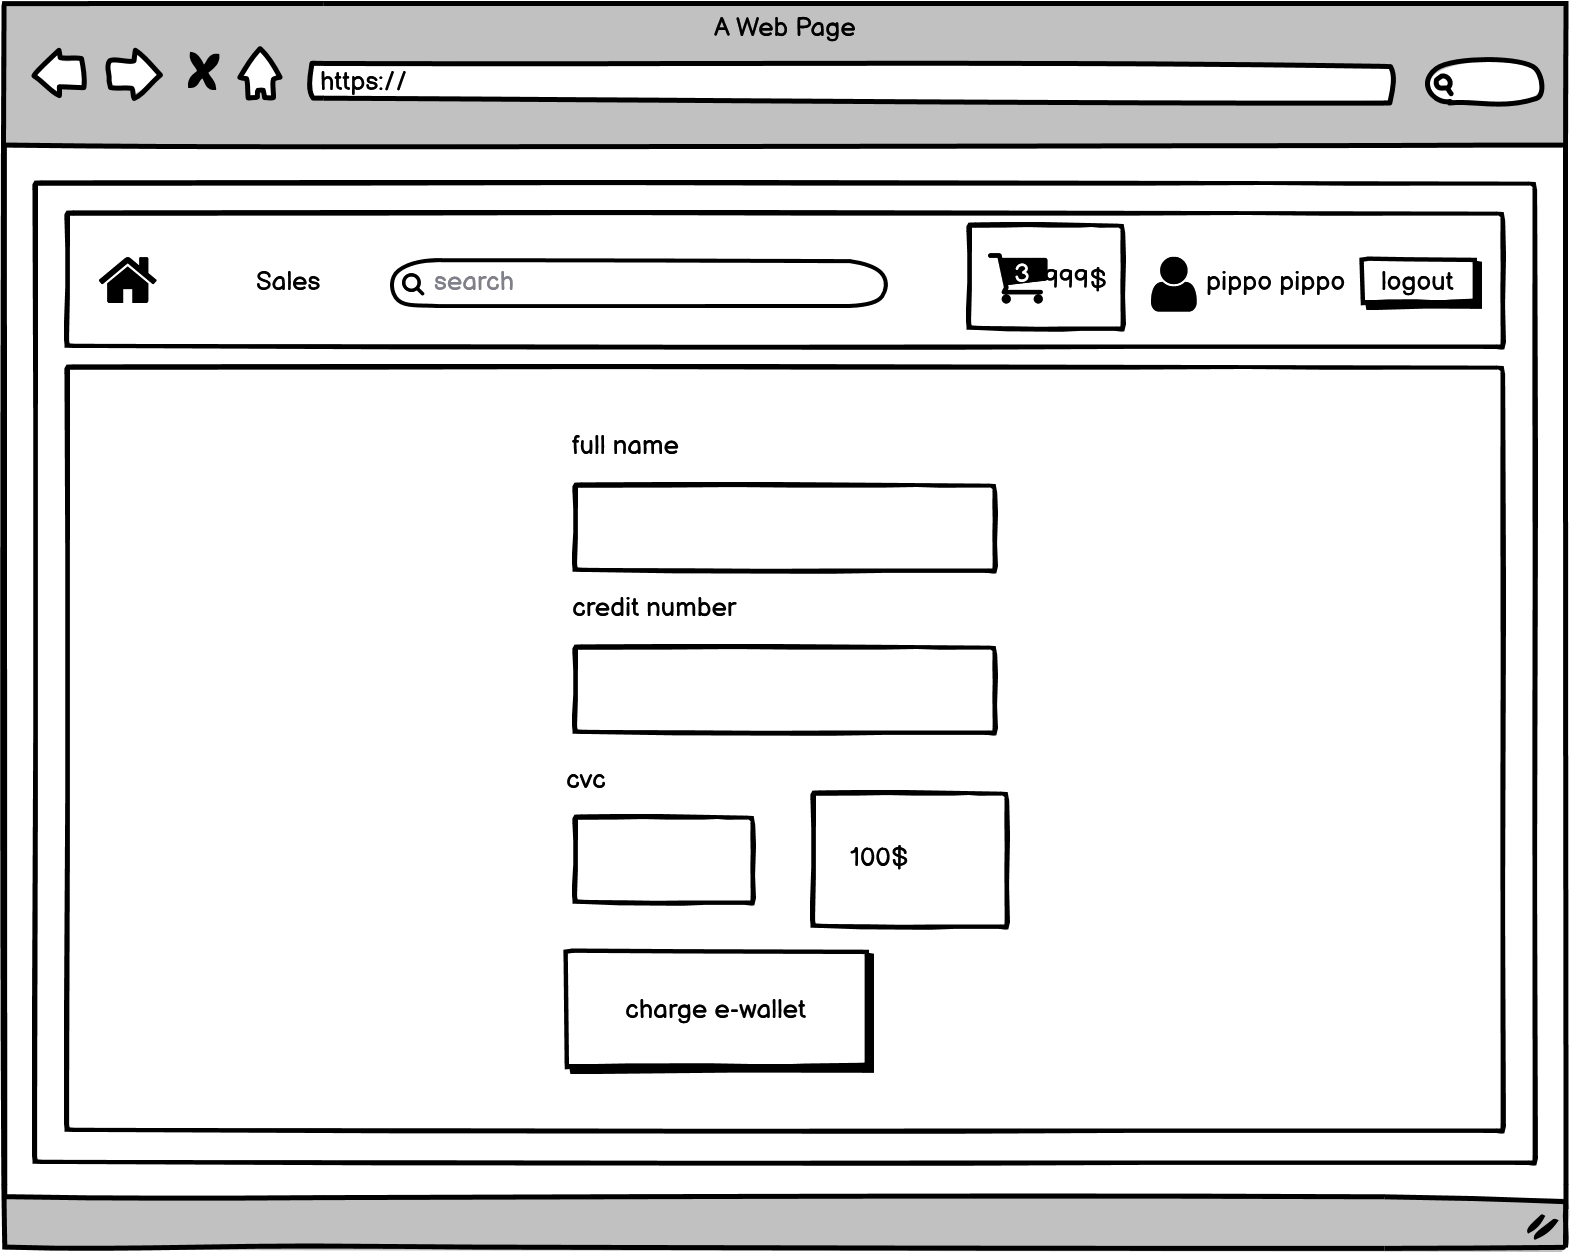 A Web Page
https://
Sales
search
3
999$
pippo pippo
logout
full name
credit number
cvc
100$
charge e-wallet